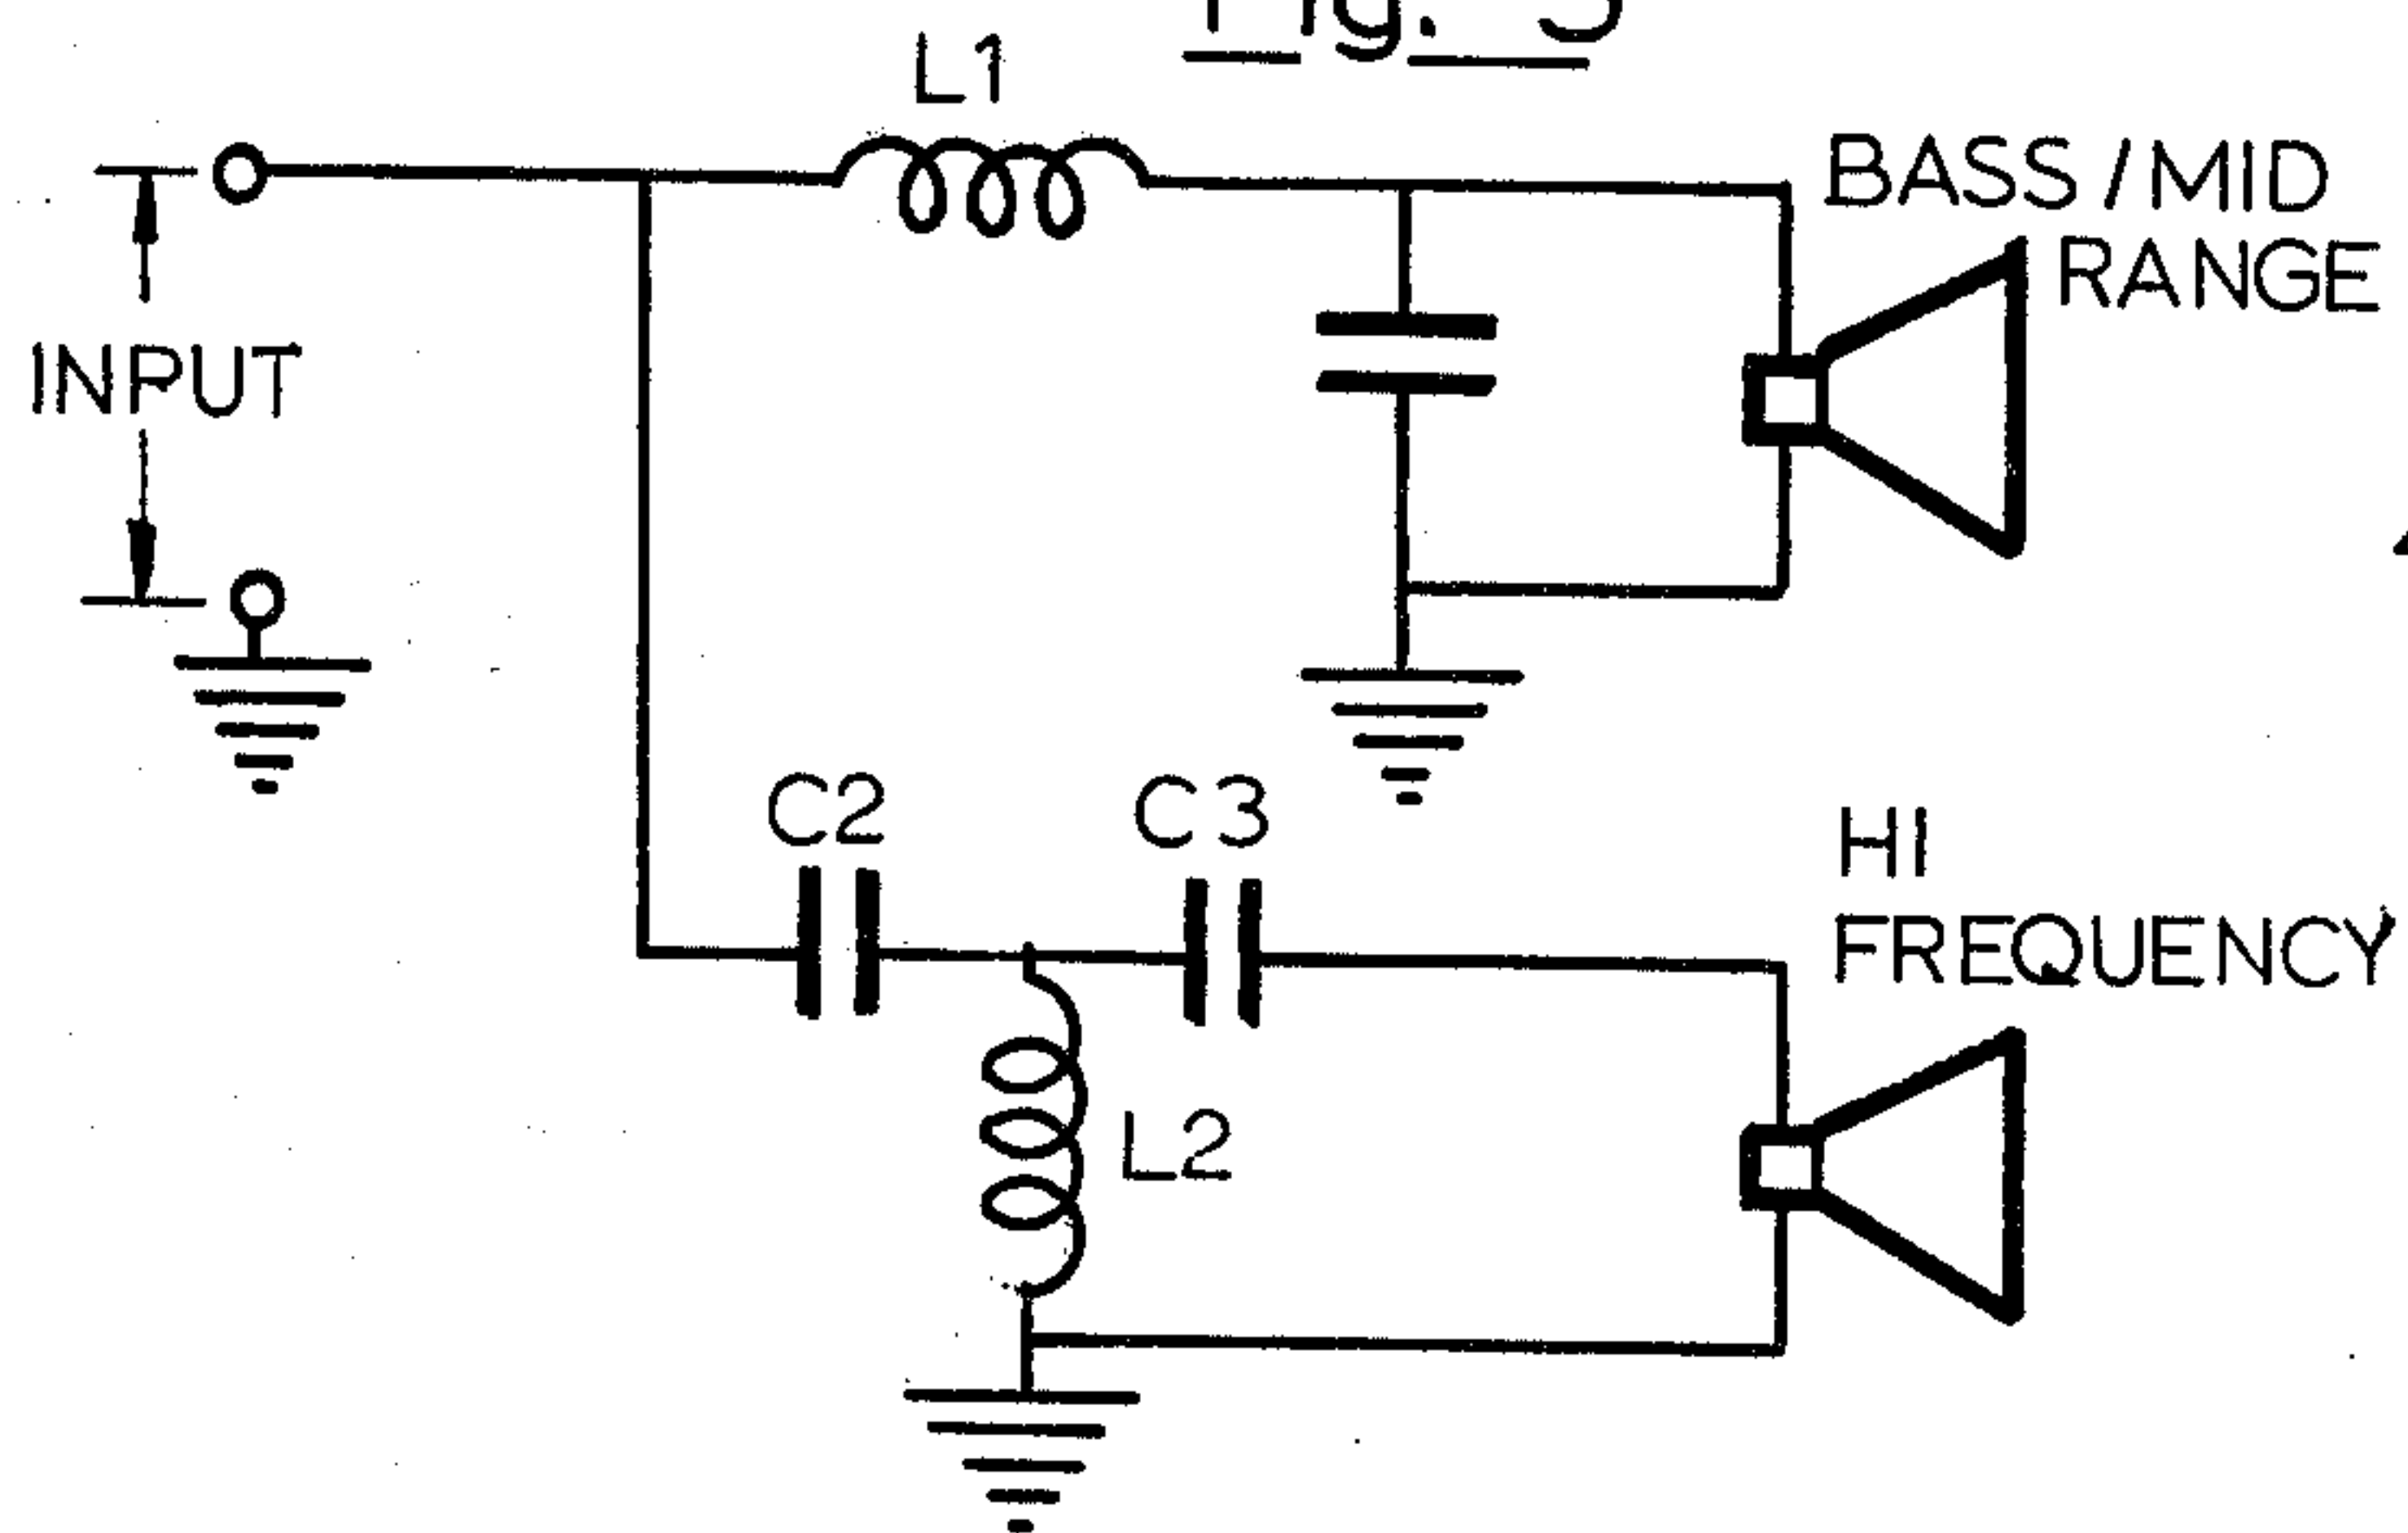 Fig. 3
L1
BASS/MID
RANGE
INPUT
C2
C3
HI
FREQUENCY
L2